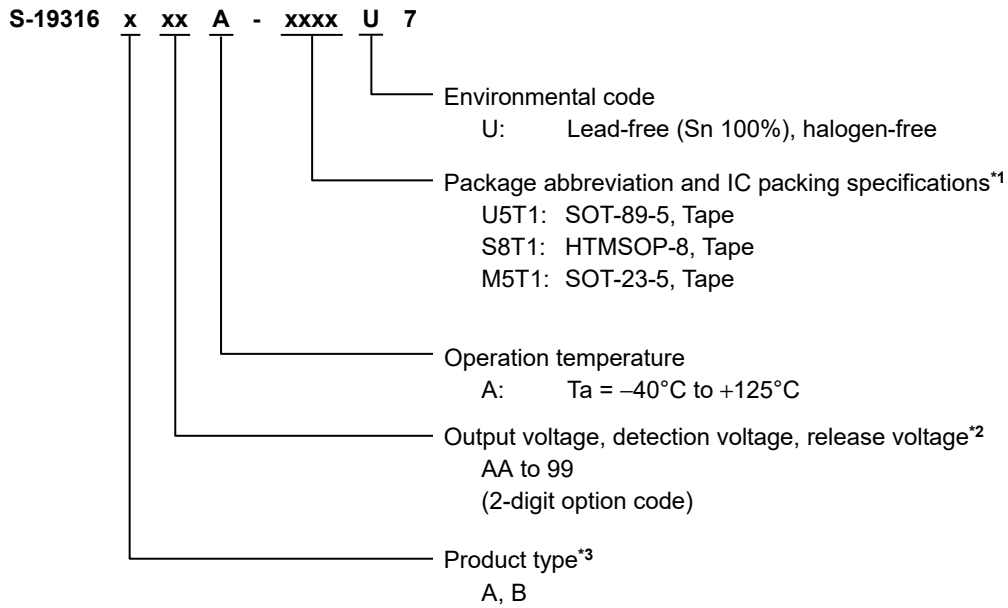 S-19316 x xx A - xxxx U 7
Environmental code
U: Lead-free (Sn 100%), halogen-free
Package abbreviation and IC packing specifications*1
U5T1: SOT-89-5, Tape
S8T1: HTMSOP-8, Tape
M5T1: SOT-23-5, Tape
Operation temperature
A: Ta = −40°C to +125°C
Output voltage, detection voltage, release voltage*2
AA to 99
(2-digit option code)
Product type*3
A, B